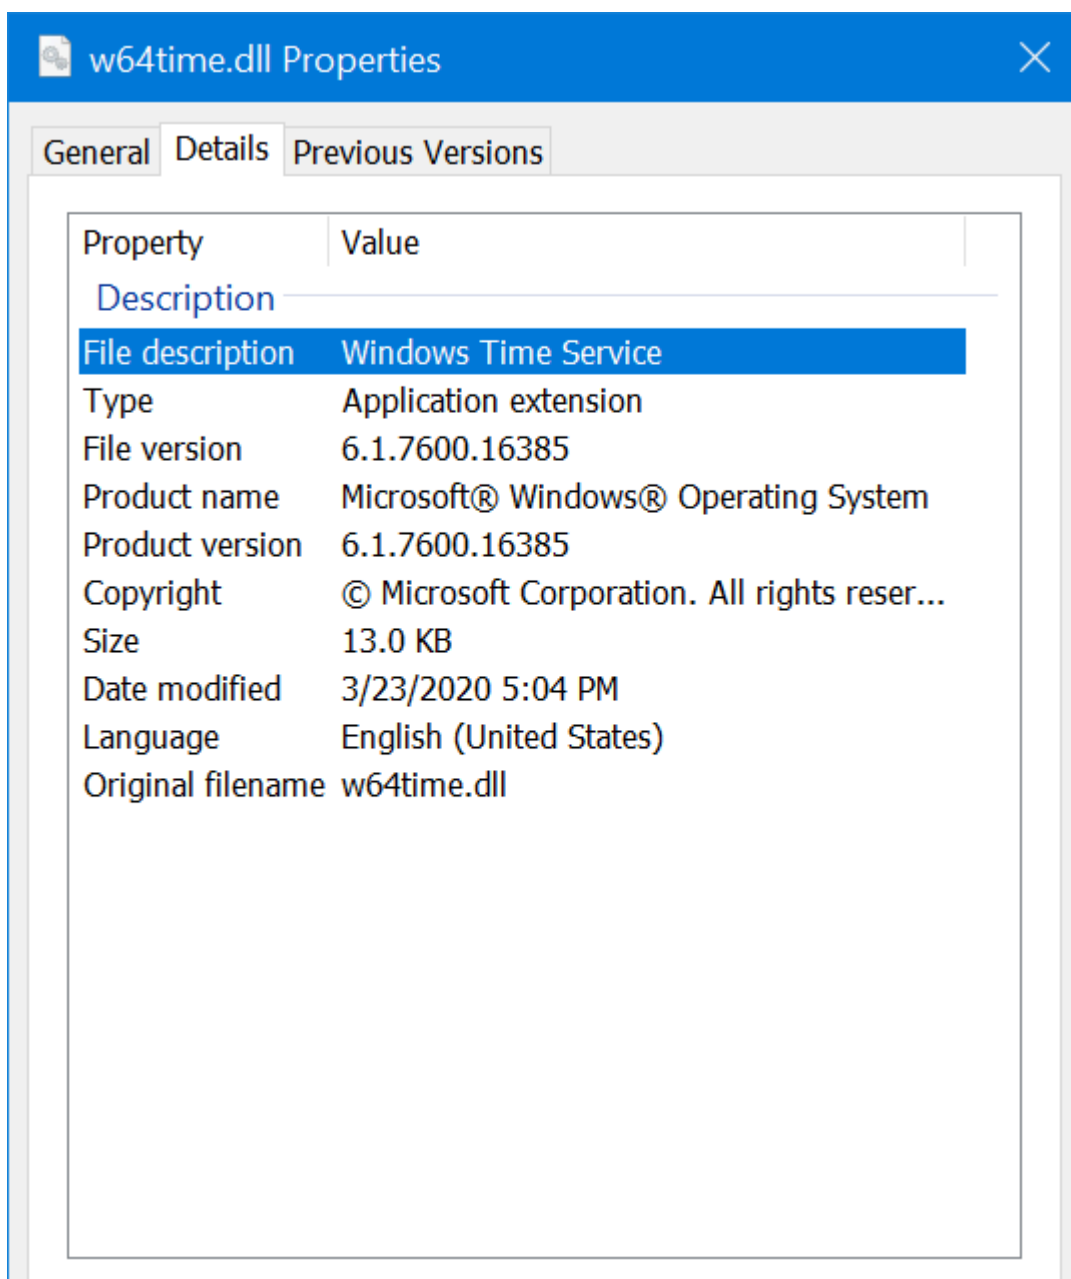 w64time.dll Properties
General Details Previous Versions
Property Value
Description
File description Windows Time Service
Type Application extension
File version 6.1.7600.16385
Product name Microsoft® Windows® Operating System
Product version 6.1.7600.16385
Copyright © Microsoft Corporation. All rights reser...
Size 13.0 KB
Date modified 3/23/2020 5:04 PM
Language English (United States)
Original filename w64time.dll